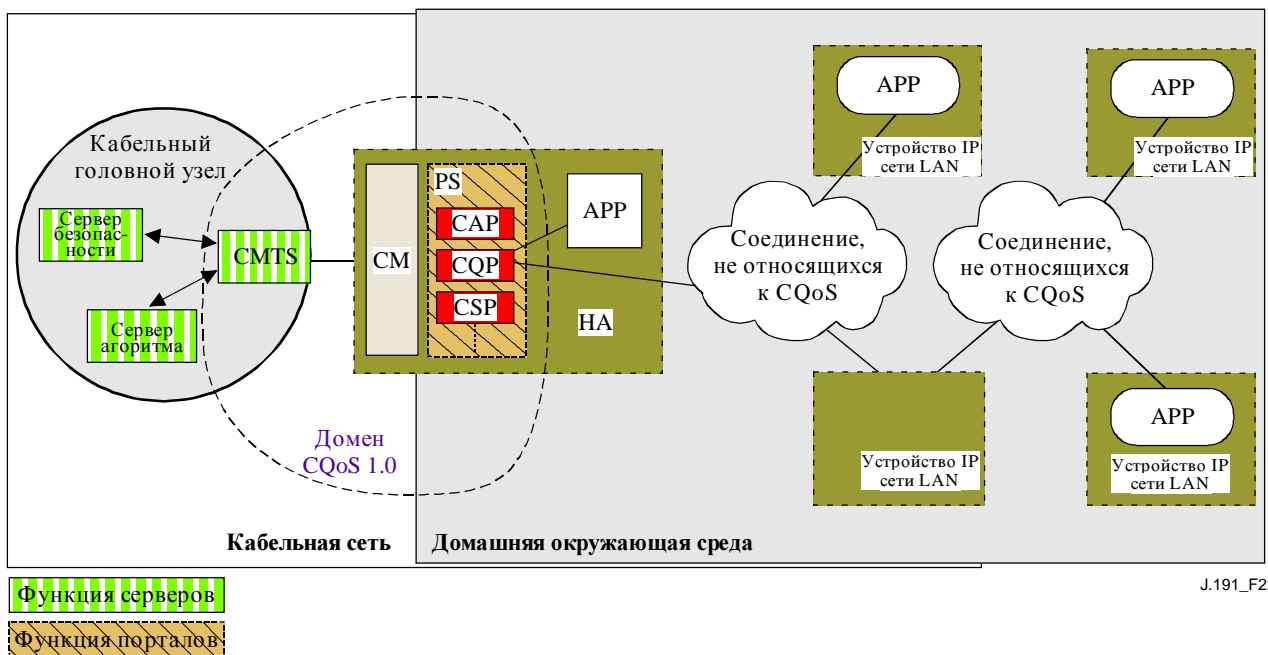 Кабельный
головной узел
Сервер
безопас-
ности
CMTS
Сервер
агоритма
Домен
CQoS 1.0
CM
PS
CAP
CQP
CSP
APP
HA
Соединение,
не относящихся
к CQoS
APP
Устройство IP
сети LAN
Соединение,
не относящихся
к CQoS
APP
Устройство IP
сети LAN
Устройство IP
сети LAN
APP
Устройство IP
сети LAN
Кабельная сеть
Домашняя окружающая среда
J.191_F2
Функция серверов
Функция порталов